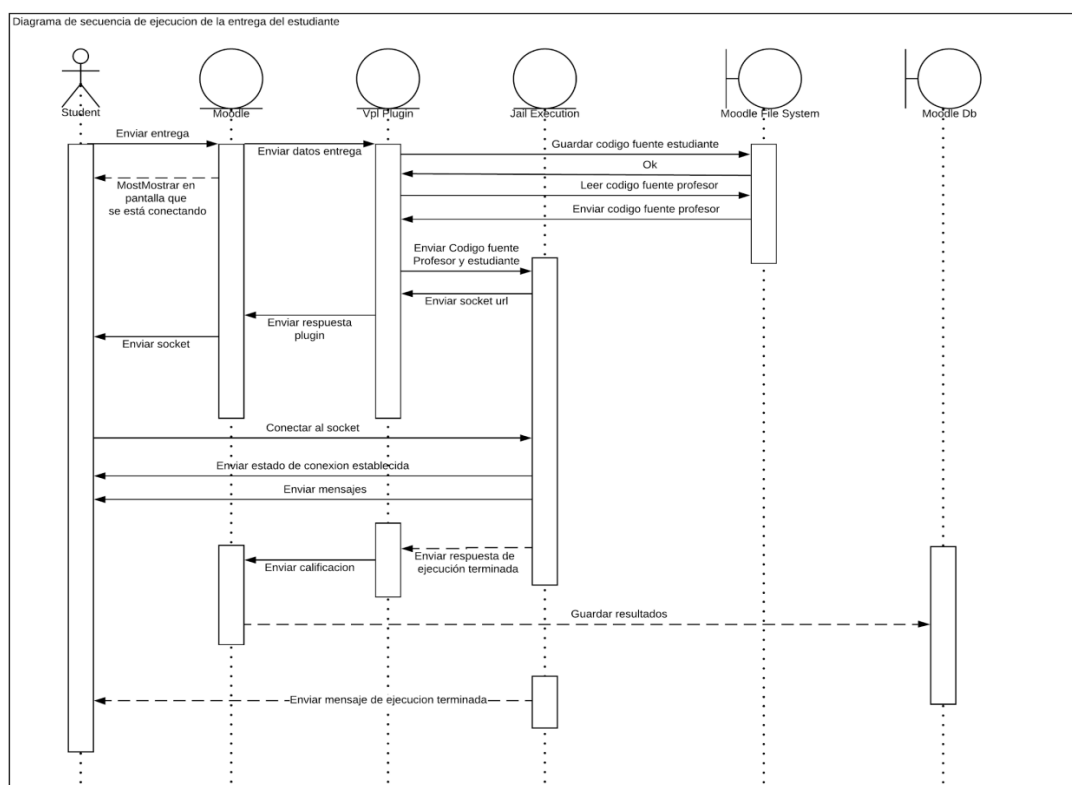 Diagrama de secuencia de ejecucion de la entrega del estudiante
Student
Moodle
Vpl Plugin
Jail Execution
Moodle File System
Moodle Db
Enviar entrega
Enviar datos entrega
Guardar codigo fuente estudiante
Ok
MostMostrar en
pantalla que
se está conectando
Leer codigo fuente profesor
Enviar codigo fuente profesor
Enviar Codigo fuente
Profesor y estudiante
Enviar socket url
Enviar respuesta
plugin
Enviar socket
Conectar al socket
Enviar estado de conexion establecida
Enviar mensajes
Enviar respuesta de
ejecución terminada
Enviar calificacion
Guardar resultados
Enviar mensaje de ejecucion terminada